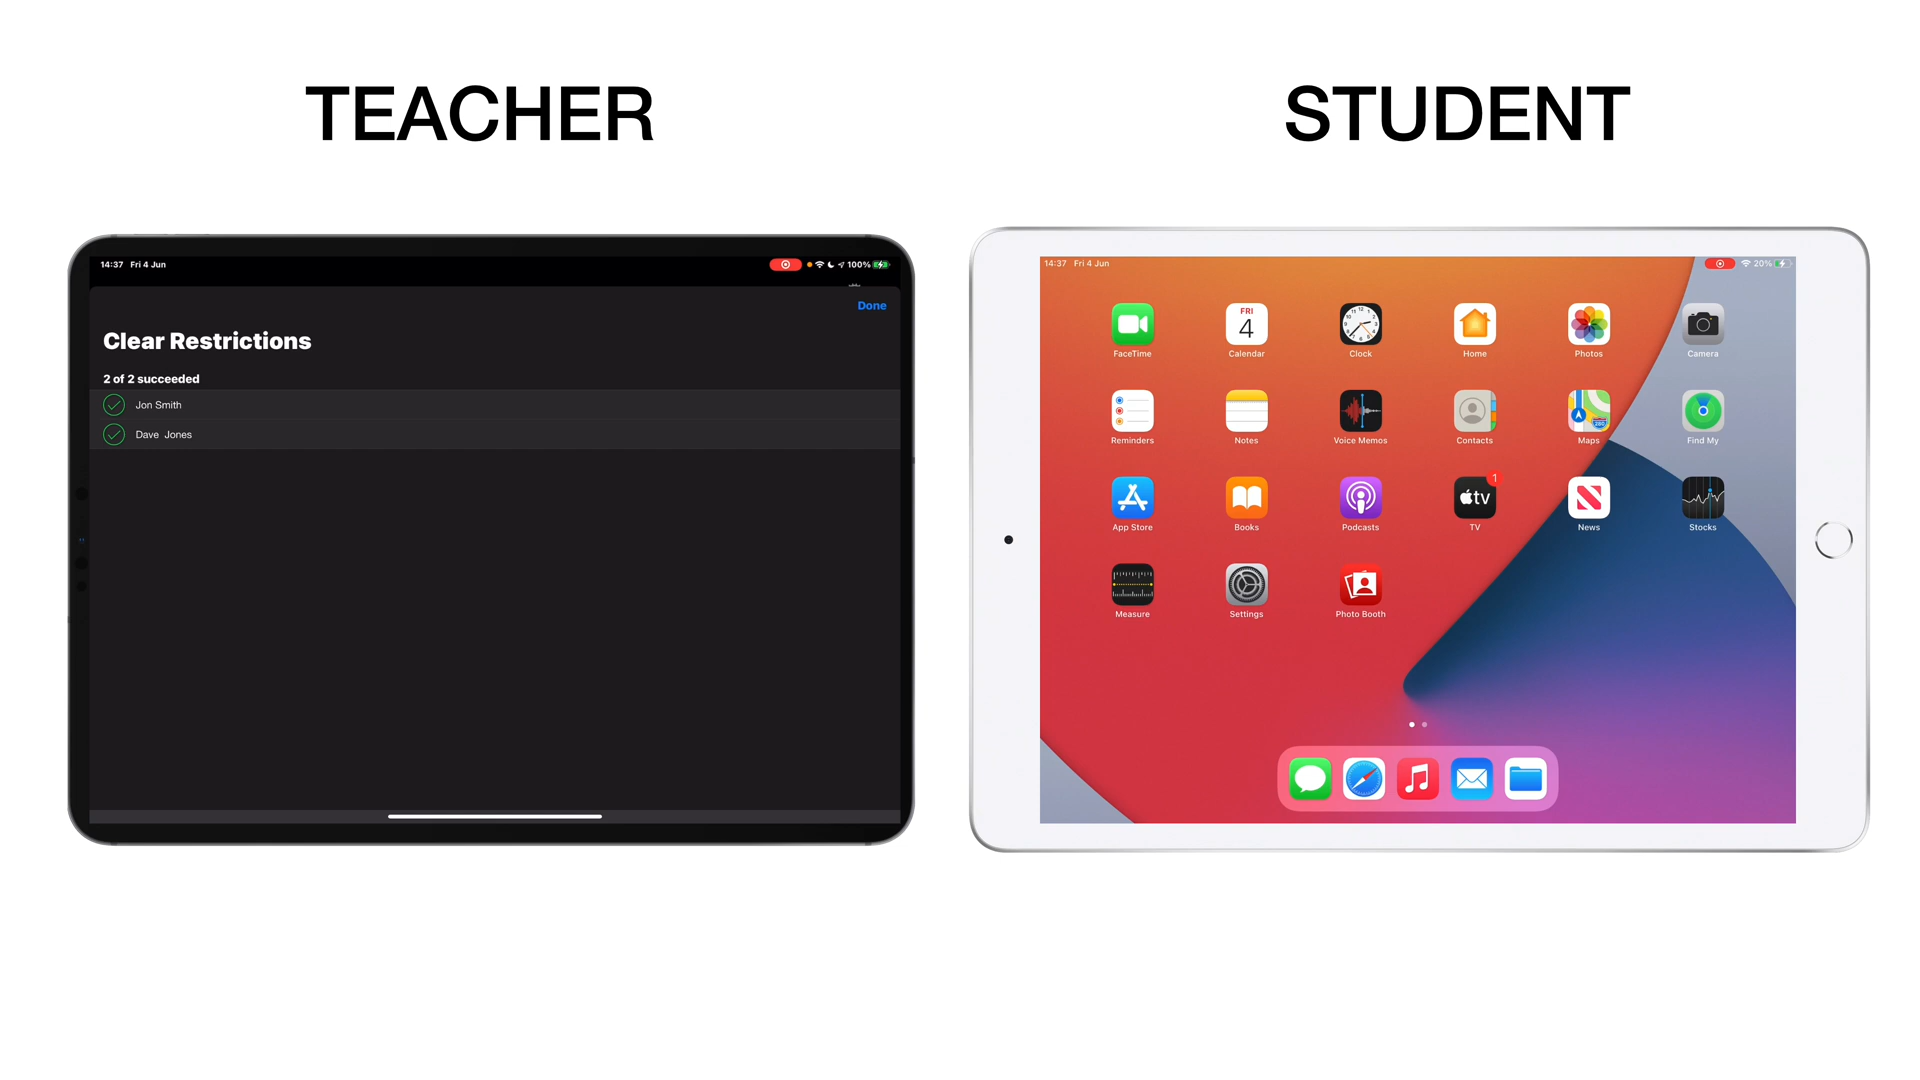 TEACHER
STUDENT
14:37 Fri 4 Jun
100%
Done
Clear Restrictions
2 of 2 succeeded
Jon Smith
Dave Jones
14:37 Fri 4 Jun
20%
FRI
4
FaceTime
Calendar
Clock
Home
Photos
Camera
Reminders
Notes
Voice Memos
Contacts
Maps
Find My
1
tv
App Store
Books
Podcasts
TV
News
Stocks
Measure
Settings
Photo Booth